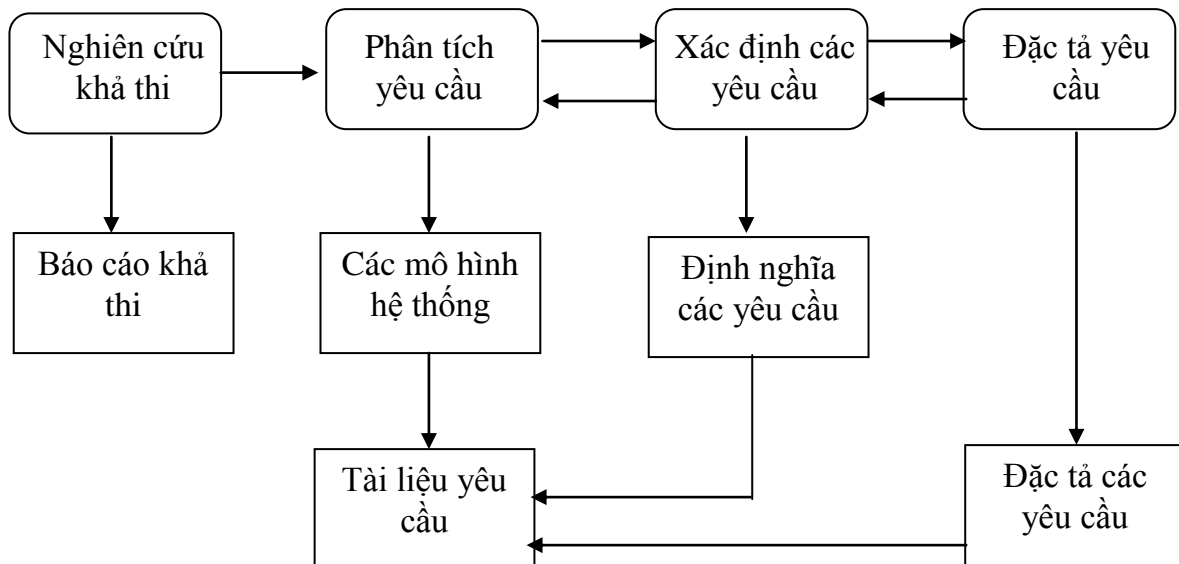 Nghiên cứu
khả thi
Phân tích
yêu cầu
Xác định các
yêu cầu
Đặc tả yêu
cầu
Báo cáo khả
thi
Các mô hình
hệ thống
Định nghĩa
các yêu cầu
Tài liệu yêu
cầu
Đặc tả các
yêu cầu